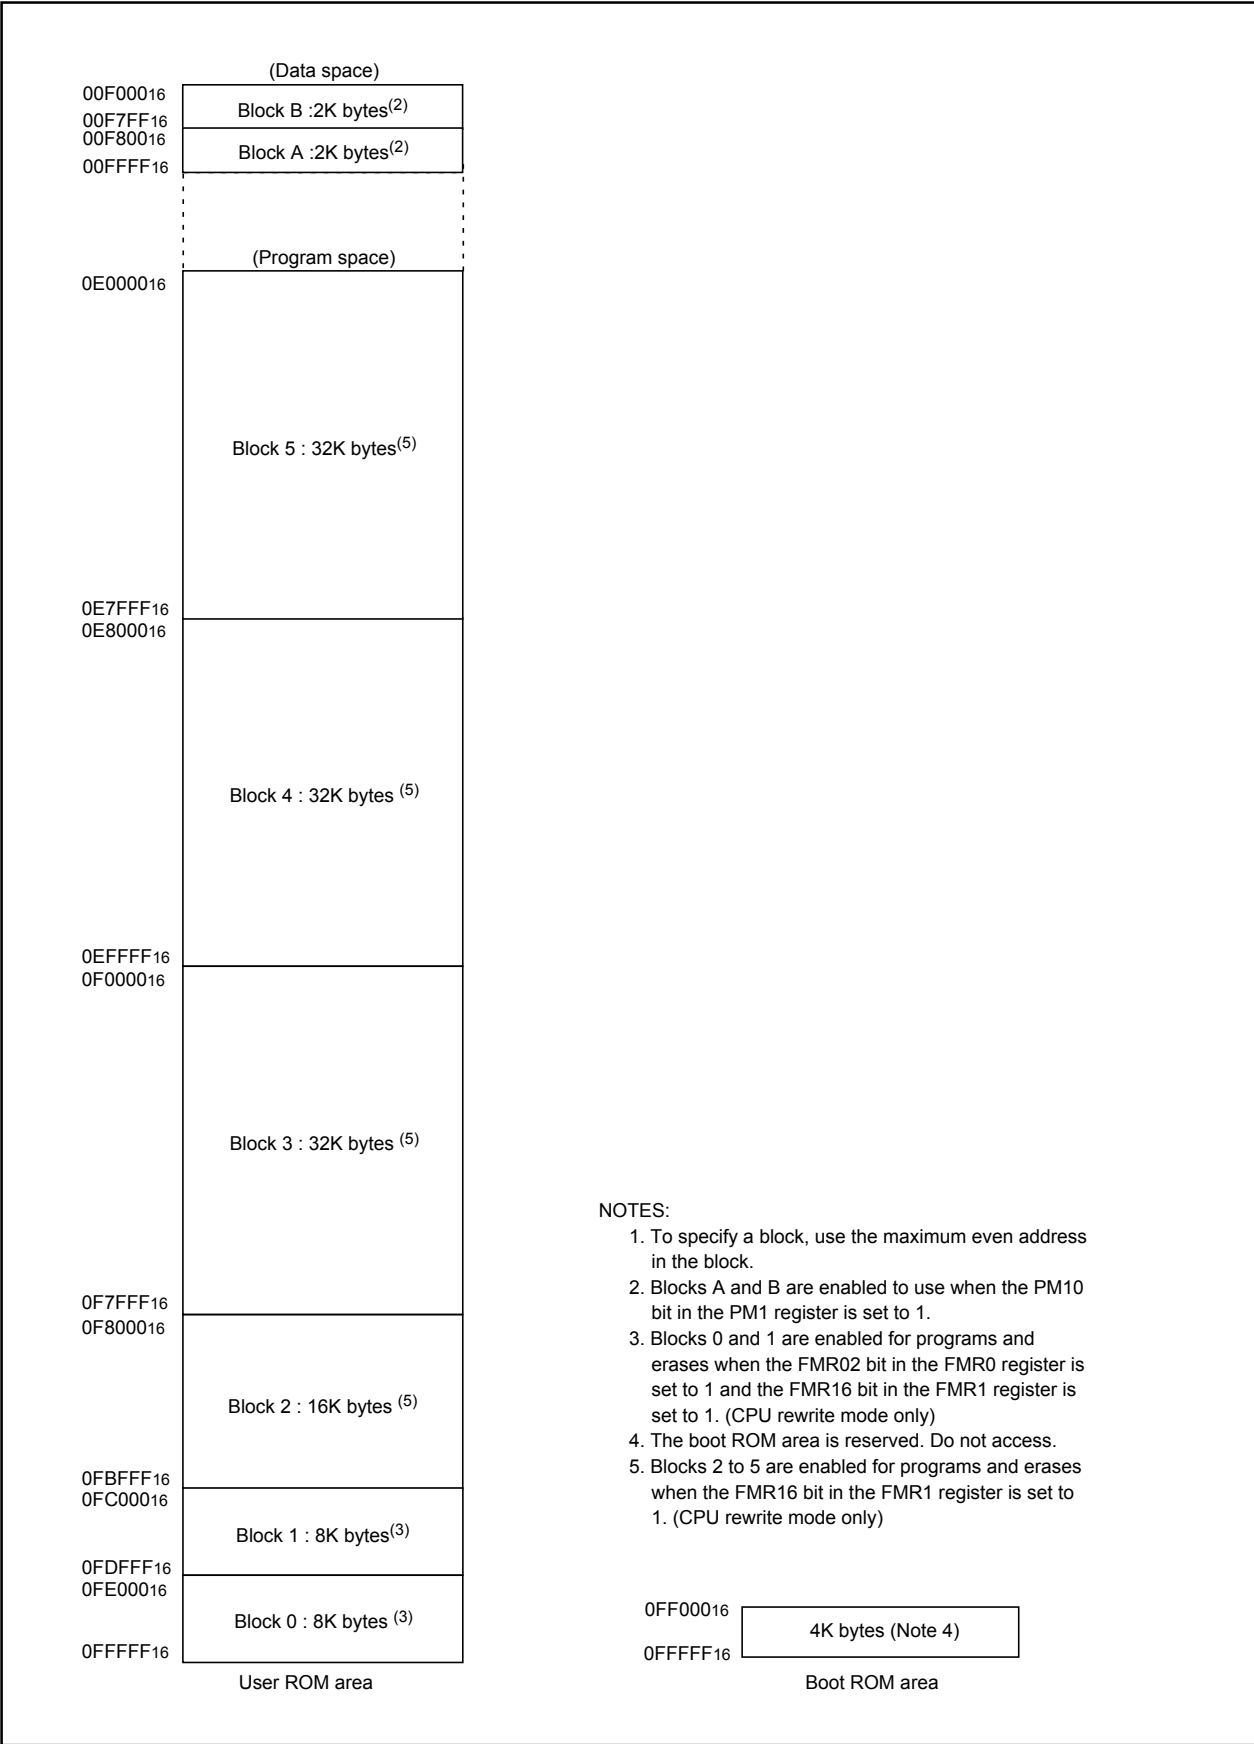 (Data space)
00F00016
Block B :2K bytes(2)
00F7FF16
00F80016
Block A :2K bytes(2)
00FFFF16
(Program space)
0E000016
Block 5 : 32K bytes(5)
0E7FFF16
0E800016
Block 4 : 32K bytes (5)
0EFFFF16
0F000016
Block 3 : 32K bytes (5)
0F7FFF16
0F800016
Block 2 : 16K bytes (5)
0FBFFF16
0FC00016
Block 1 : 8K bytes(3)
0FDFFF16
0FE00016
Block 0 : 8K bytes (3)
0FFFFF16
User ROM area
NOTES:
1. To specify a block, use the maximum even address
in the block.
2. Blocks A and B are enabled to use when the PM10
bit in the PM1 register is set to 1.
3. Blocks 0 and 1 are enabled for programs and
erases when the FMR02 bit in the FMR0 register is
set to 1 and the FMR16 bit in the FMR1 register is
set to 1. (CPU rewrite mode only)
4. The boot ROM area is reserved. Do not access.
5. Blocks 2 to 5 are enabled for programs and erases
when the FMR16 bit in the FMR1 register is set to
1. (CPU rewrite mode only)
0FF00016
4K bytes (Note 4)
0FFFFF16
Boot ROM area